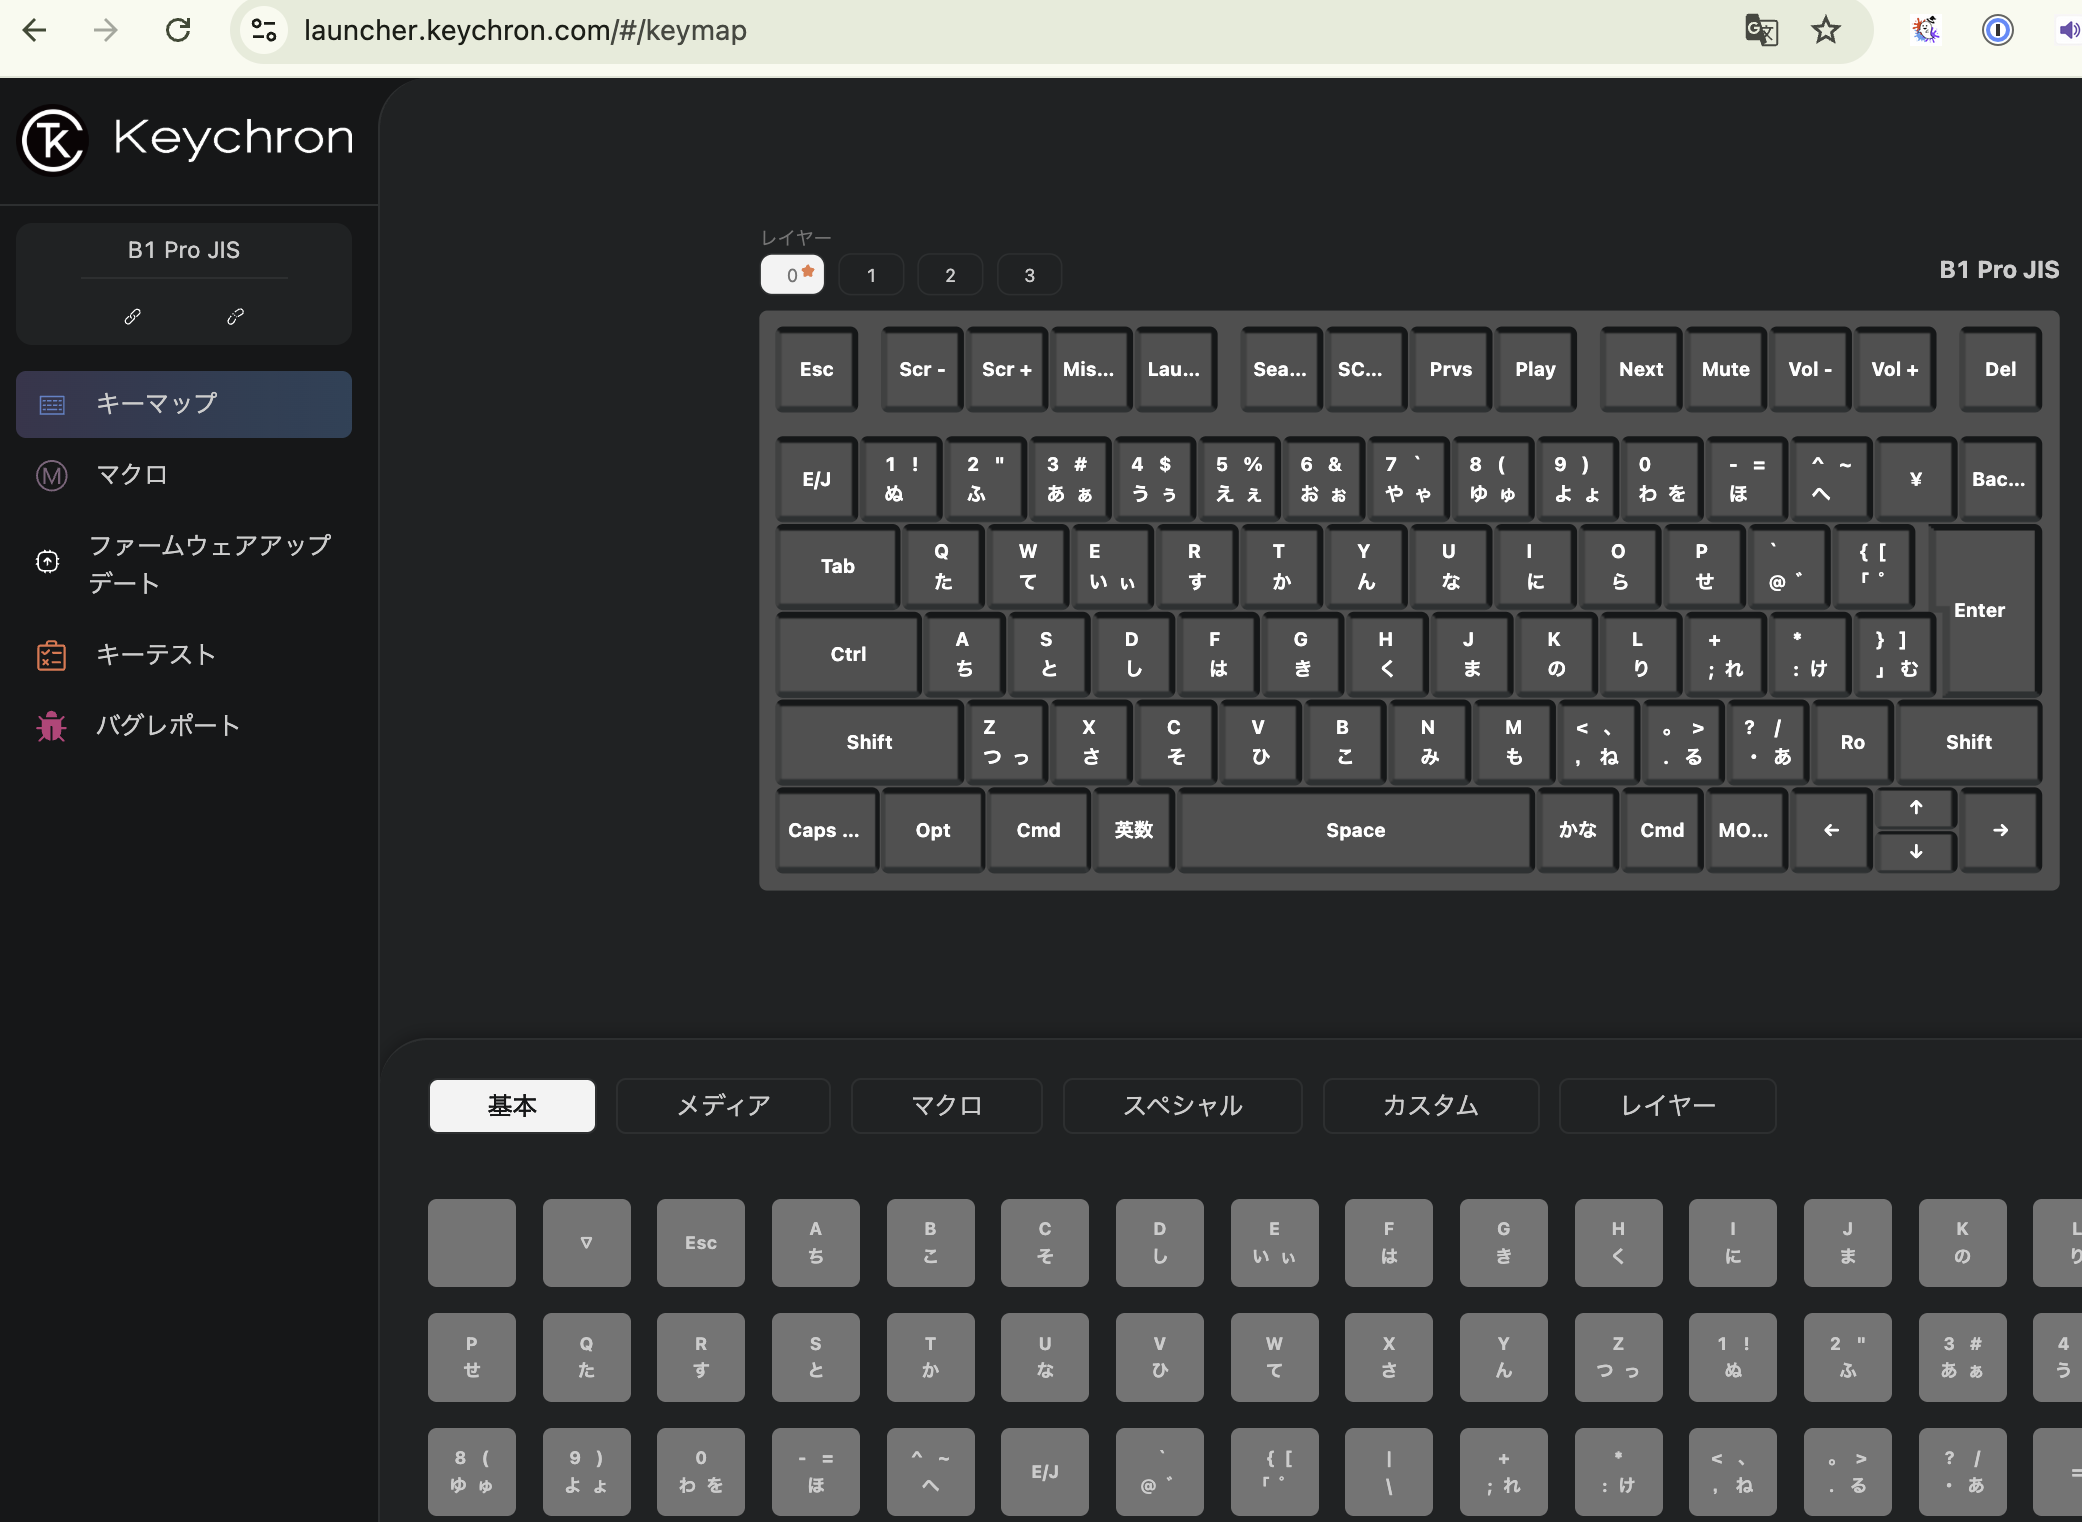 launcher.keychron.com/#/keymap
Keychron
B1 Pro JIS
キーマップ
マクロ
ファームウェアアップ
デート
キーテスト
バグレポート
レイヤー
0 1 2 3
B1 Pro JIS
Esc Scr - Scr + Mis... Lau... Sea... SC... Prvs Play Next Mute Vol - Vol + Del
1 ! 2 " 3 # 4 $ 5 % 6 & 7 ` 8 ( 9 ) 0 - = ^ ~
E/J ¥ Bac...
ぬ ふ あ ぁ う ぅ え ぇ お ぉ や ゃ ゆ ゅ よ ょ わ を ほ へ
Q W E R T Y U I O P ` { [
Tab
た て い ぃ す か ん な に ら せ @ ゛ 「 ゜
Enter
A S D F G H J K L + * } ]
Ctrl
ち と し は き く ま の り ; れ : け 」 む
Z X C V B N M < 、 。 > ? /
Shift Ro Shift
つ っ さ そ ひ こ み も , ね . る ・ あ
↑
Caps ... Opt Cmd 英数 Space かな Cmd MO... ← →
↓
基本 メディア マクロ スペシャル カスタム レイヤー
A B C D E F G H I J K L
▽ Esc
ち こ そ し い ぃ は き く に ま の り
P Q R S T U V W X Y Z 1 ! 2 " 3 # 4
せ た す と か な ひ て さ ん つ っ ぬ ふ あ ぁ う
8 ( 9 ) 0 - = ^ ~ ` { [ | + * < 、 。 > ? /
E/J =
ゆ ゅ よ ょ わ を ほ へ @ ゛ 「 ゜ \ ; れ : け , ね . る ・ あ